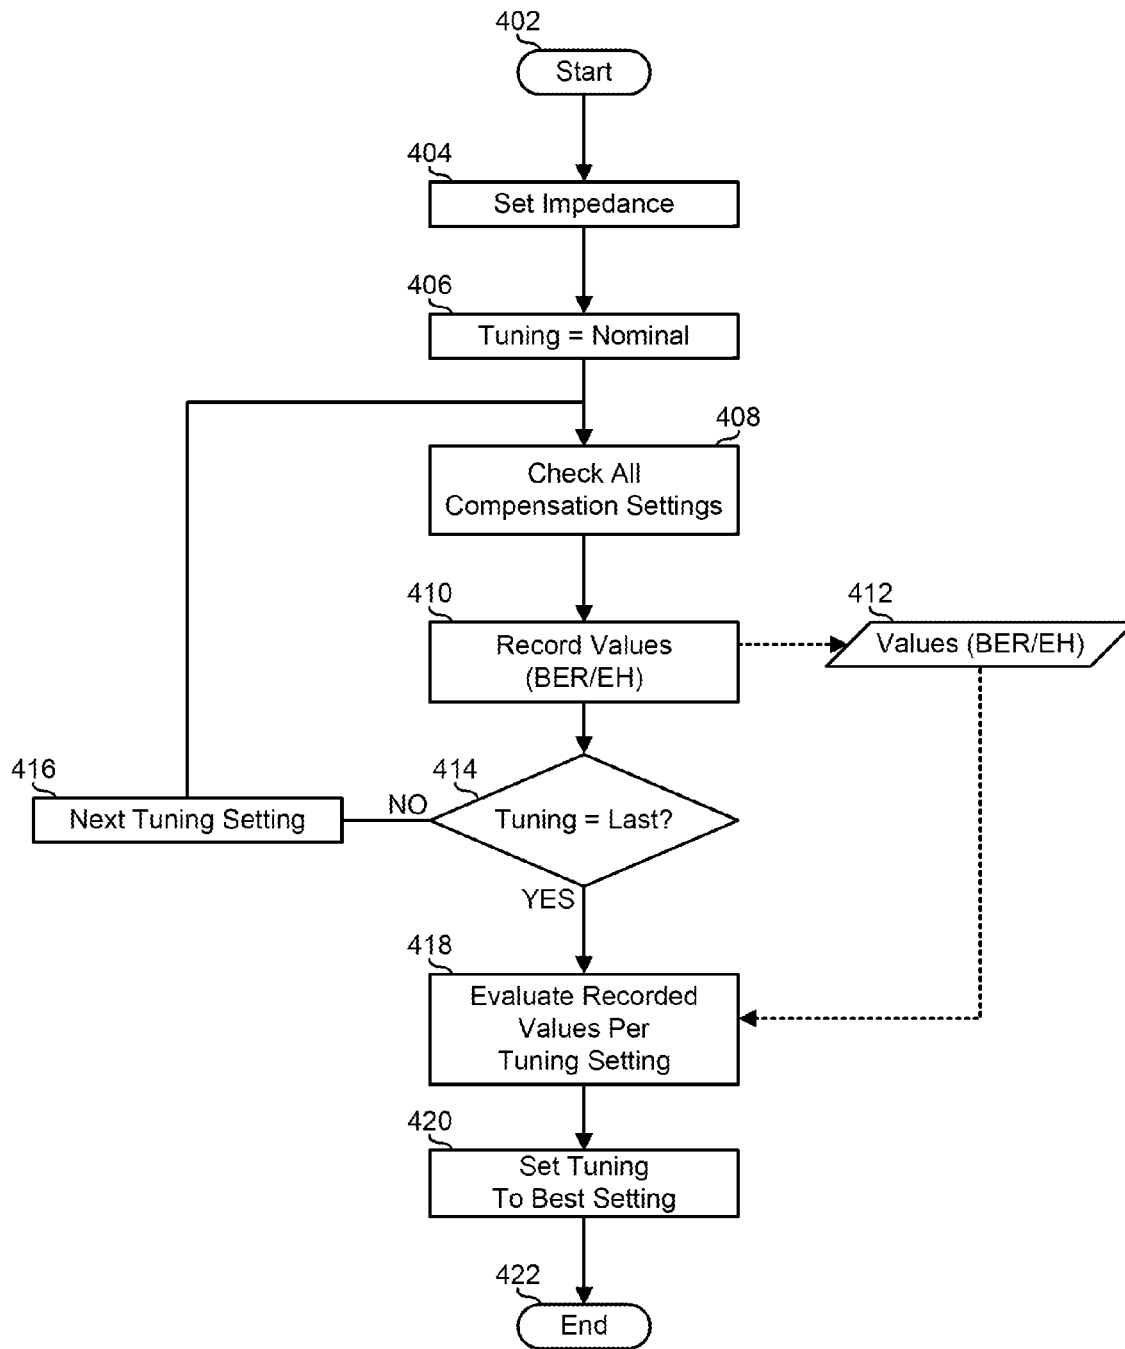 402
Start
404
Set Impedance
406
Tuning = Nominal
408
Check All
Compensation Settings
410
Record Values
(BER/EH)
412
Values (BER/EH)
414
Tuning = Last?
NO
416
Next Tuning Setting
YES
418
Evaluate Recorded
Values Per
Tuning Setting
420
Set Tuning
To Best Setting
422
End